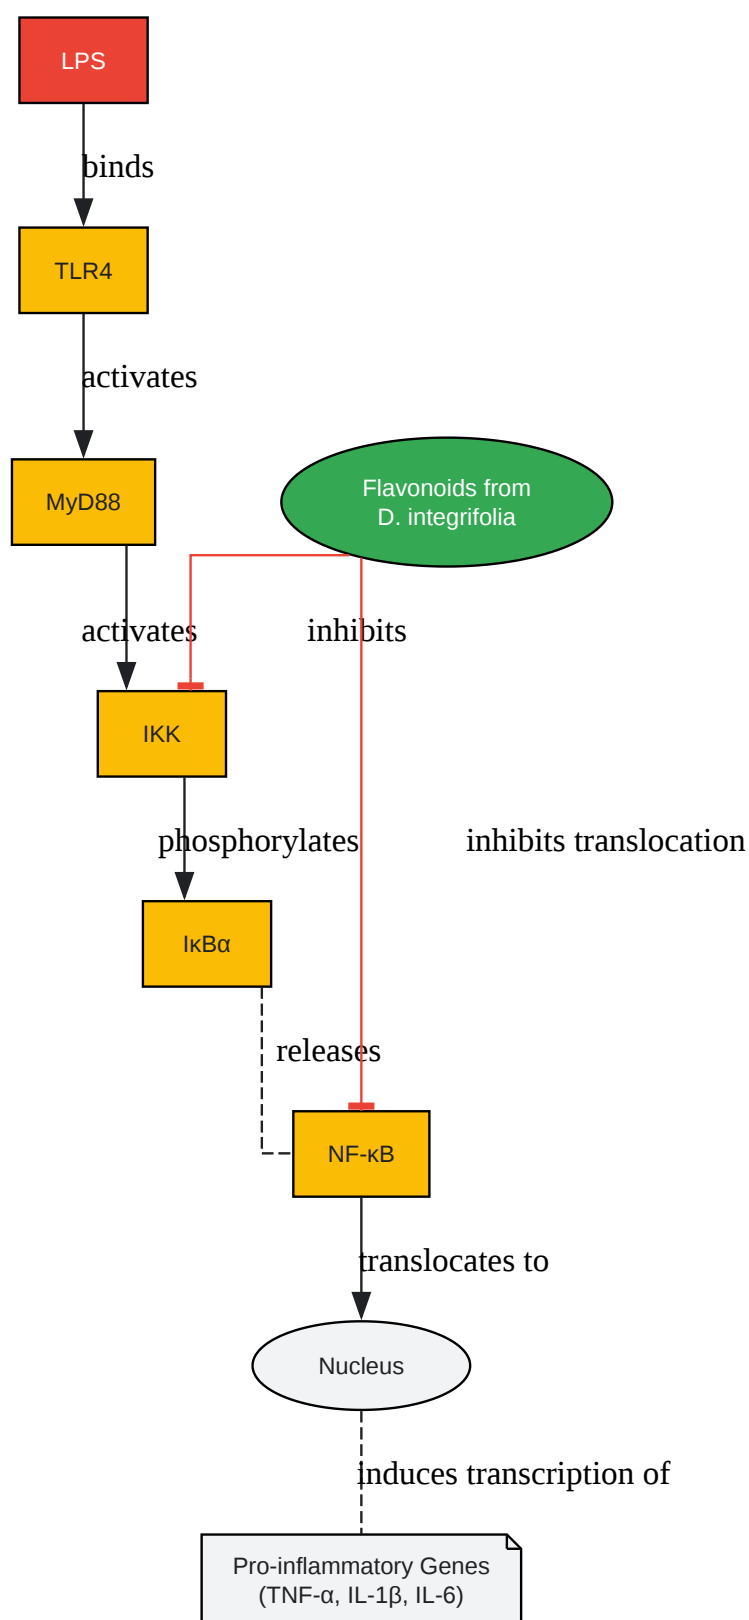 LPS
binds
TLR4
activates
MyD88
Flavonoids from
D. integrifolia
activates
inhibits
IKK
phosphorylates
inhibits translocation
IκBα
releases
NF-κB
translocates to
Nucleus
induces transcription of
Pro-inflammatory Genes
(TNF-α, IL-1β, IL-6)